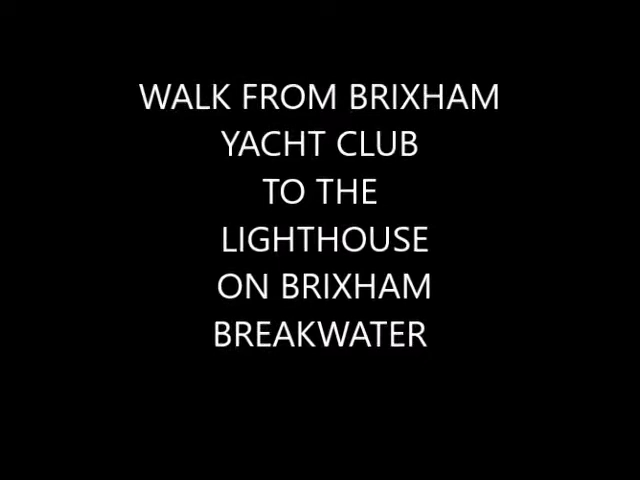 WALK FROM BRIXHAM
YACHT CLUB
TO THE
LIGHTHOUSE
ON BRIXHAM
BREAKWATER